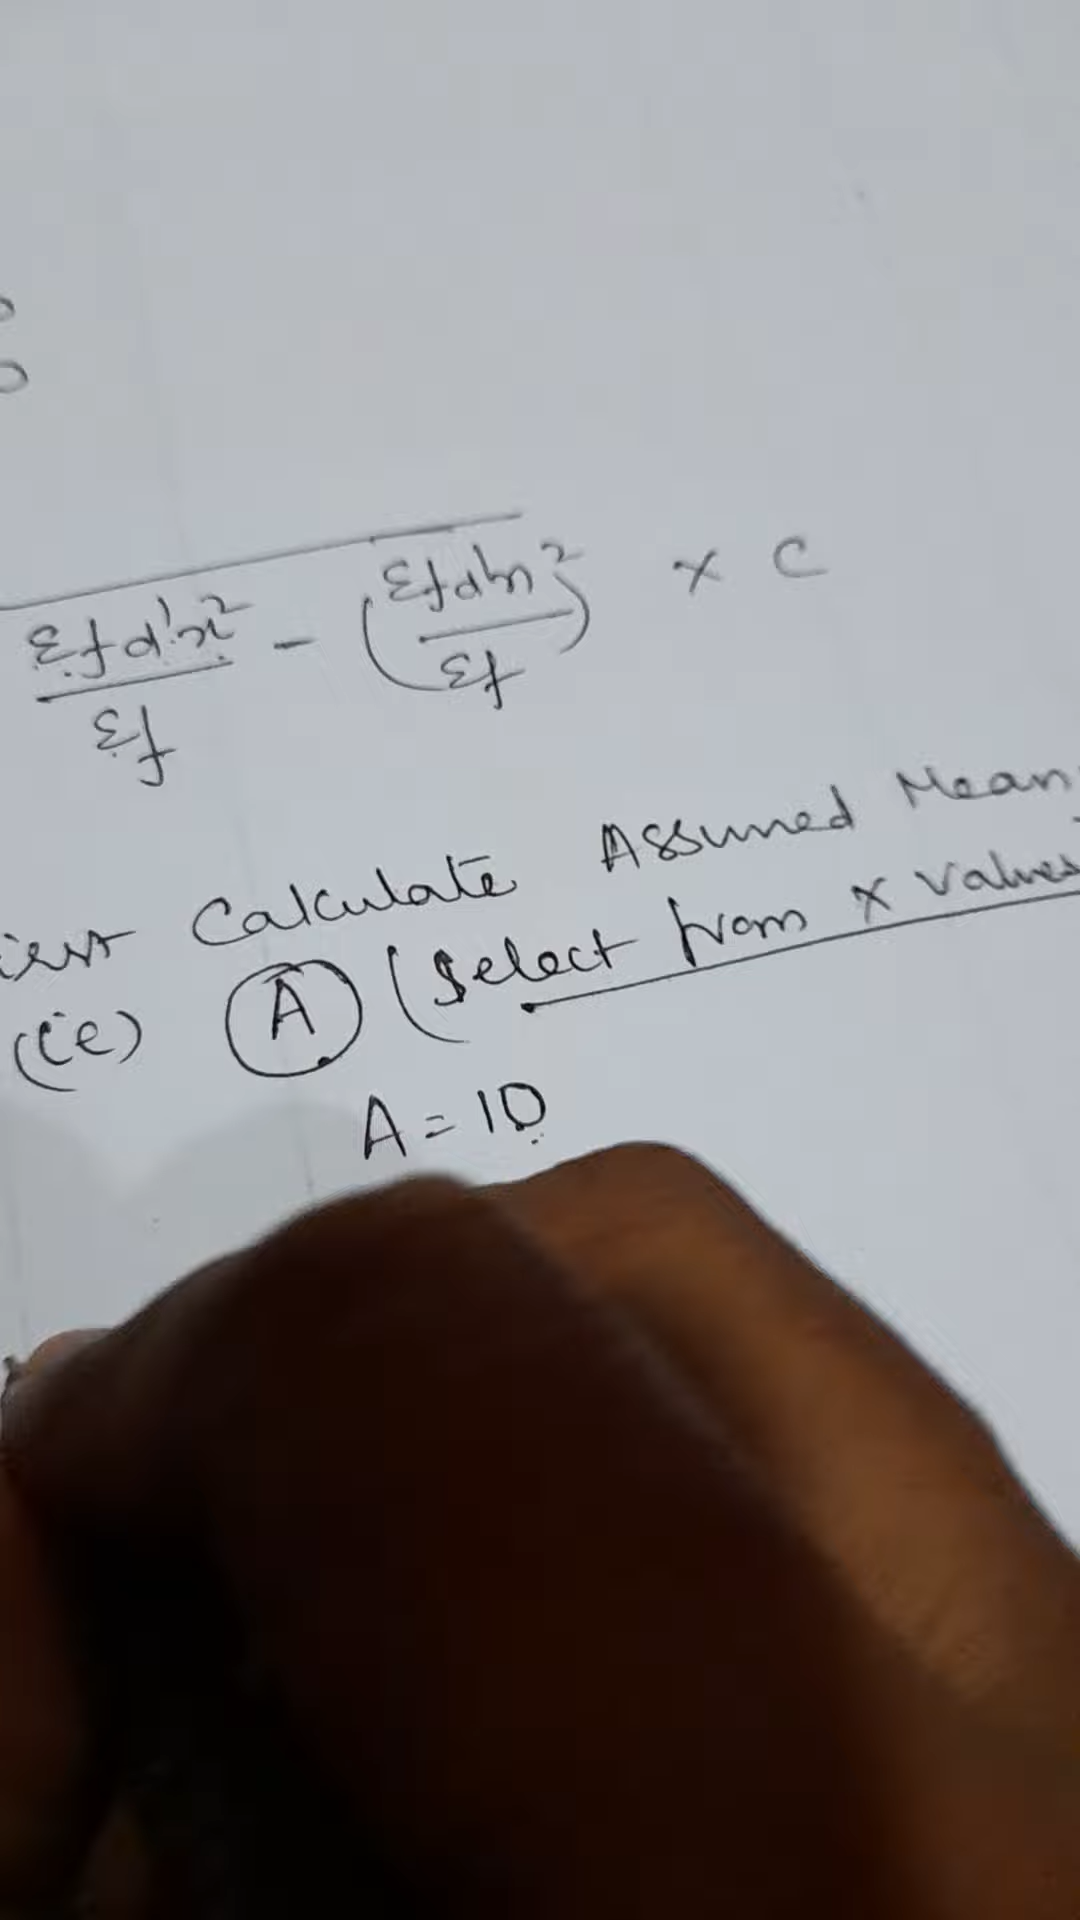 Σfd'x² / Σf - (Σfd'x / Σf)² × C
Calculate Assumed Mean
(ie) A (Select from x values
A = 10